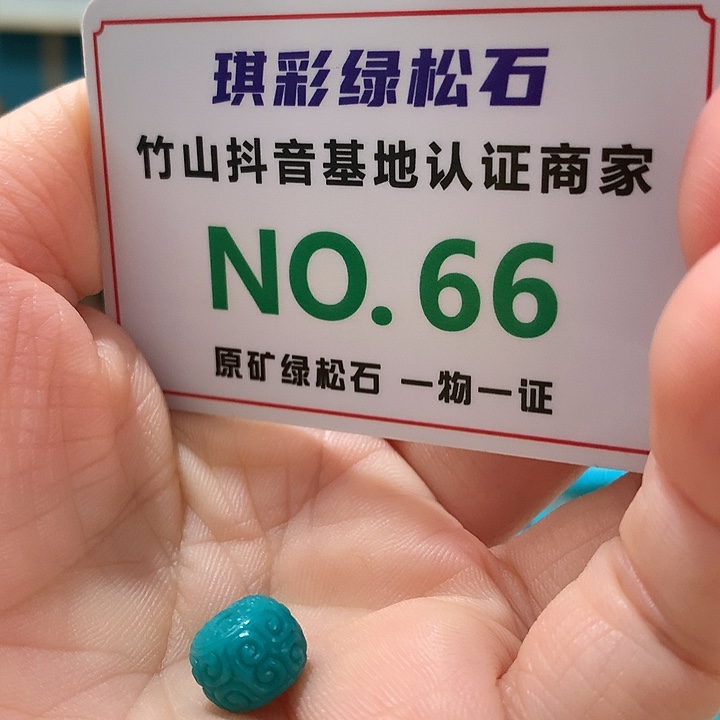 琪彩绿松石
竹山抖音基地认证商家
NO.66
原矿绿松石 一物一证